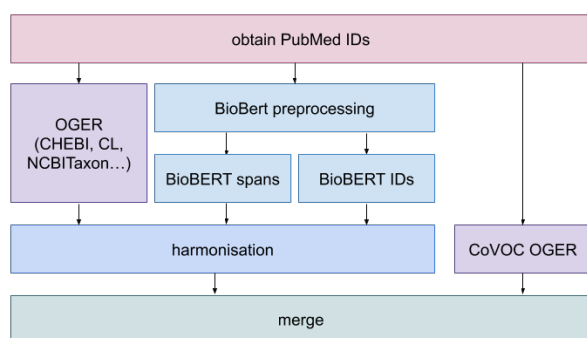 obtain PubMed IDs
OGER
(CHEBI, CL,
NCBITaxon…)
BioBert preprocessing
BioBERT spans
BioBERT IDs
harmonisation
CoVOC OGER
merge